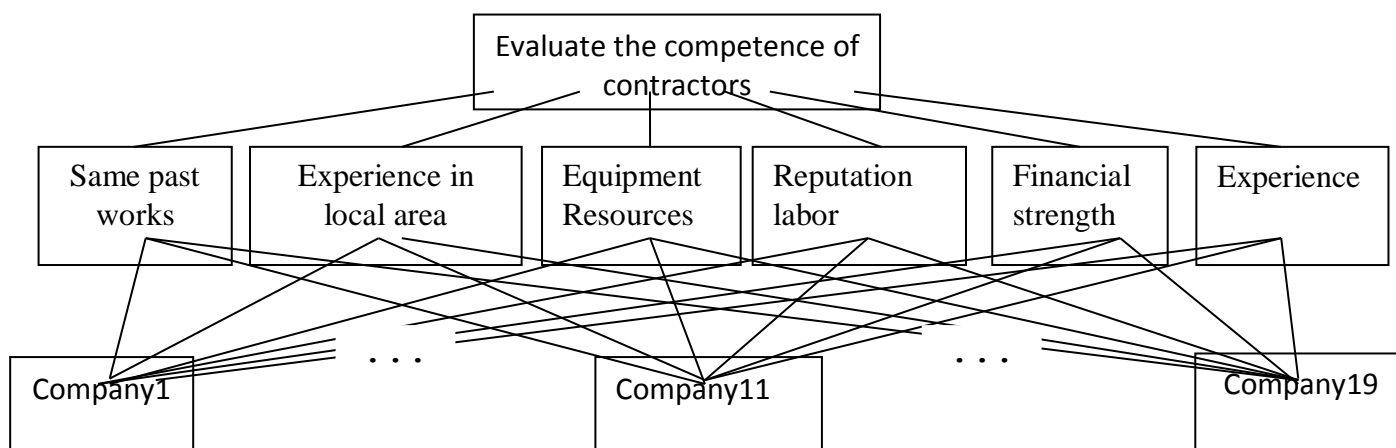 Evaluate the competence of
contractors
Same past
works
Experience in
local area
Equipment
Resources
Reputation
labor
Financial
strength
Experience
. . .
. . .
Company1
Company11
Company19